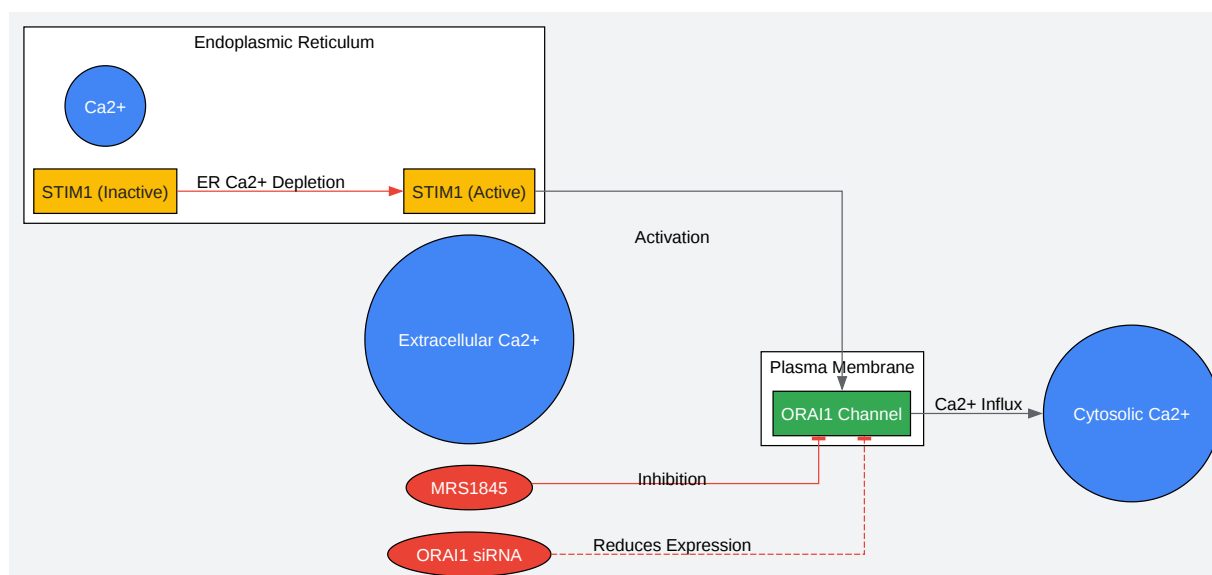 Endoplasmic Reticulum
Ca2+
STIM1 (Inactive)
ER Ca2+ Depletion
STIM1 (Active)
Activation
Extracellular Ca2+
Plasma Membrane
ORAI1 Channel
Ca2+ Influx
Cytosolic Ca2+
MRS1845
Inhibition
ORAI1 siRNA
Reduces Expression